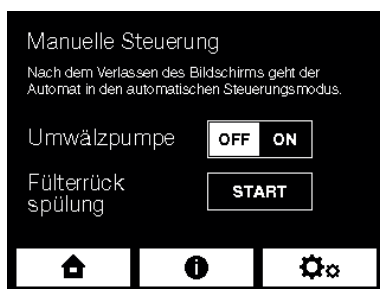 Manuelle Steuerung
Nach dem Verlassen des Bildschirms geht der
Automat in den automatischen Steuerungsmodus.
Umwälzpumpe OFF ON
Fülterrück
spülung START